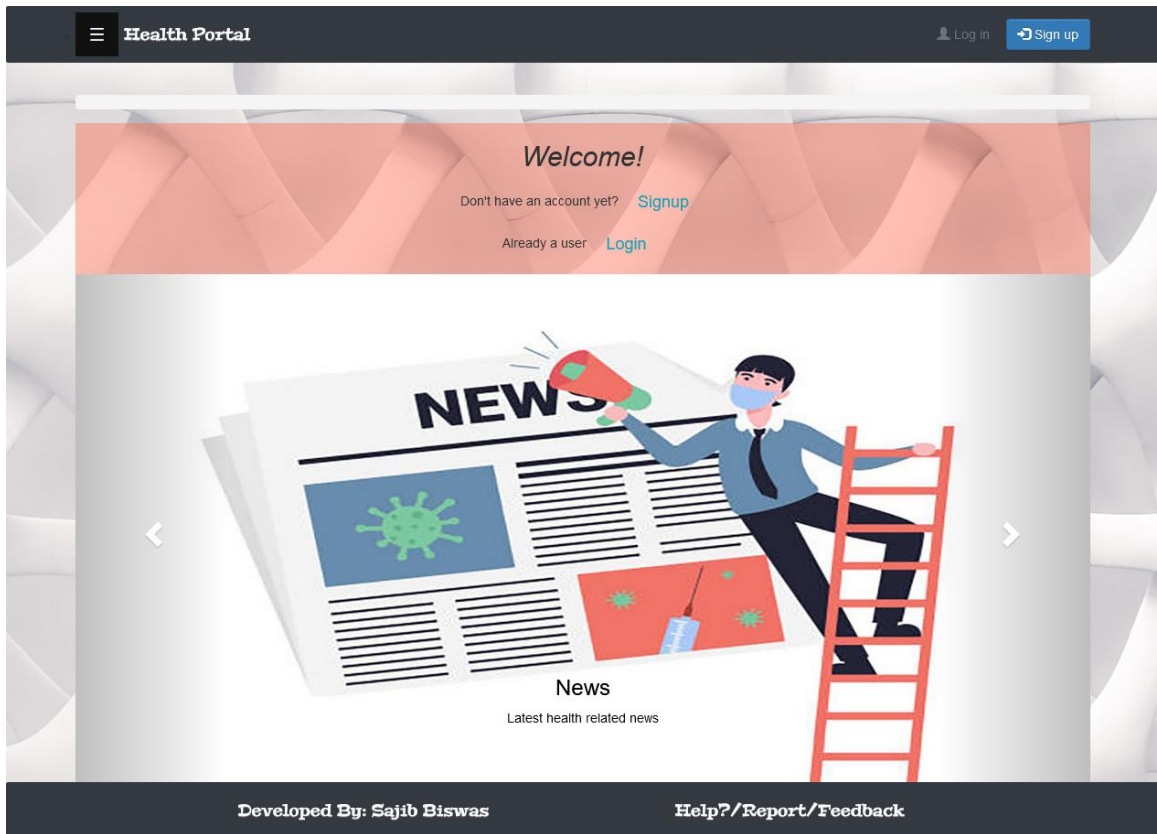 ☰ Health Portal
Log in
Sign up
Welcome!
Don't have an account yet? Signup
Already a user Login
NEWS
News
Latest health related news
Developed By: Sajib Biswas
Help?/Report/Feedback